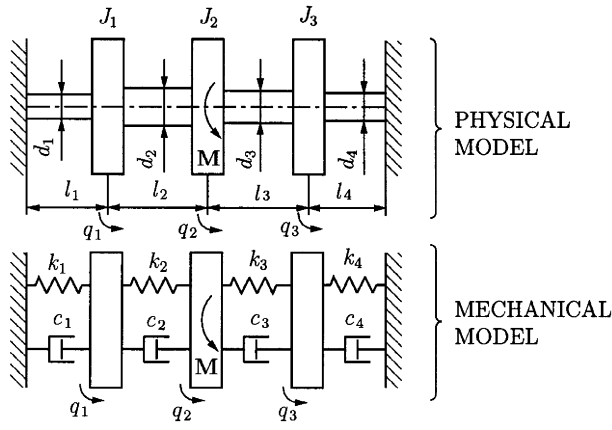 J1 J2 J3
d1 d2 M d3 d4
PHYSICAL
MODEL
l1 l2 l3 l4
q1 q2 q3
k1 k2 k3 k4
MECHANICAL
MODEL
c1 c2 c3 c4
M
q1 q2 q3